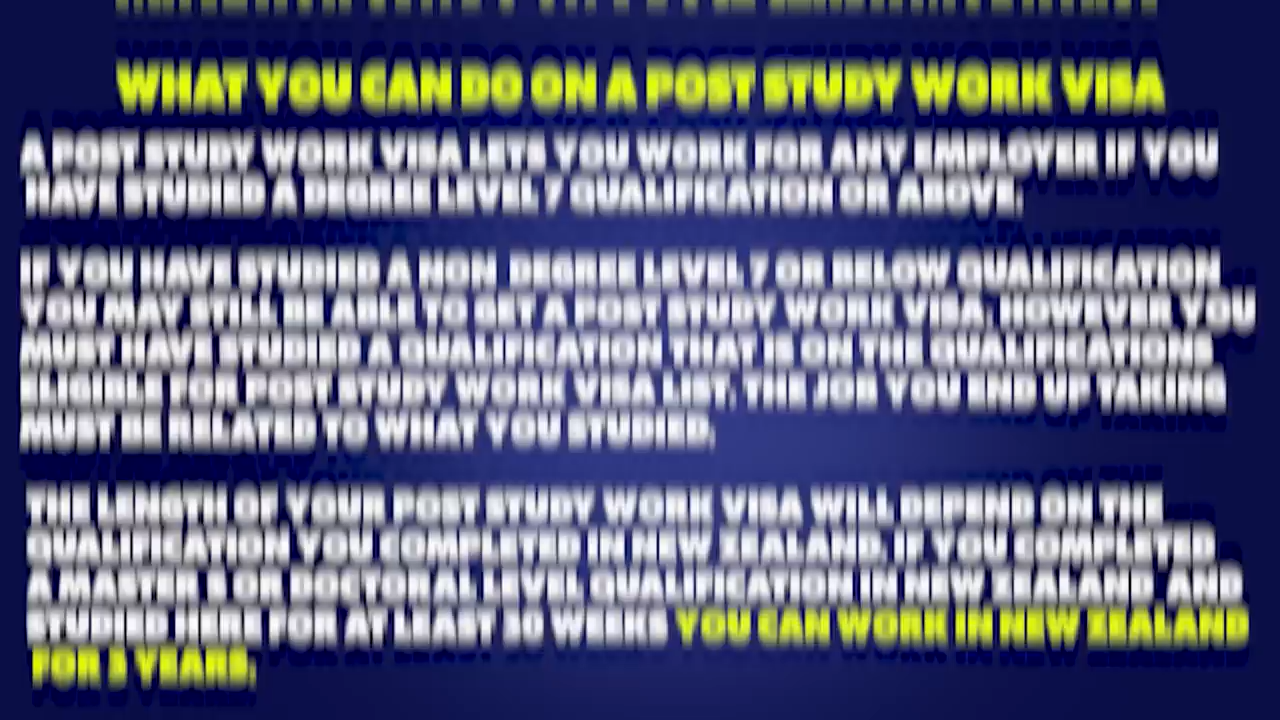 WHAT YOU CAN DO ON A POST STUDY WORK VISA
A POST STUDY WORK VISA LETS YOU WORK FOR ANY EMPLOYER IF YOU
HAVE STUDIED A DEGREE LEVEL 7 QUALIFICATION OR ABOVE.
IF YOU HAVE STUDIED A NON DEGREE LEVEL 7 OR BELOW QUALIFICATION
YOU MAY STILL BE ABLE TO GET A POST STUDY WORK VISA, HOWEVER YOU
MUST HAVE STUDIED A QUALIFICATION THAT IS ON THE QUALIFICATIONS
ELIGIBLE FOR POST STUDY WORK VISA LIST. THE JOB YOU END UP TAKING
MUST BE RELATED TO WHAT YOU STUDIED.
THE LENGTH OF YOUR POST STUDY WORK VISA WILL DEPEND ON THE
QUALIFICATION YOU COMPLETED IN NEW ZEALAND. IF YOU COMPLETED
A MASTER S OR DOCTORAL LEVEL QUALIFICATION IN NEW ZEALAND AND
STUDIED HERE FOR AT LEAST 30 WEEKS YOU CAN WORK IN NEW ZEALAND
FOR 3 YEARS.